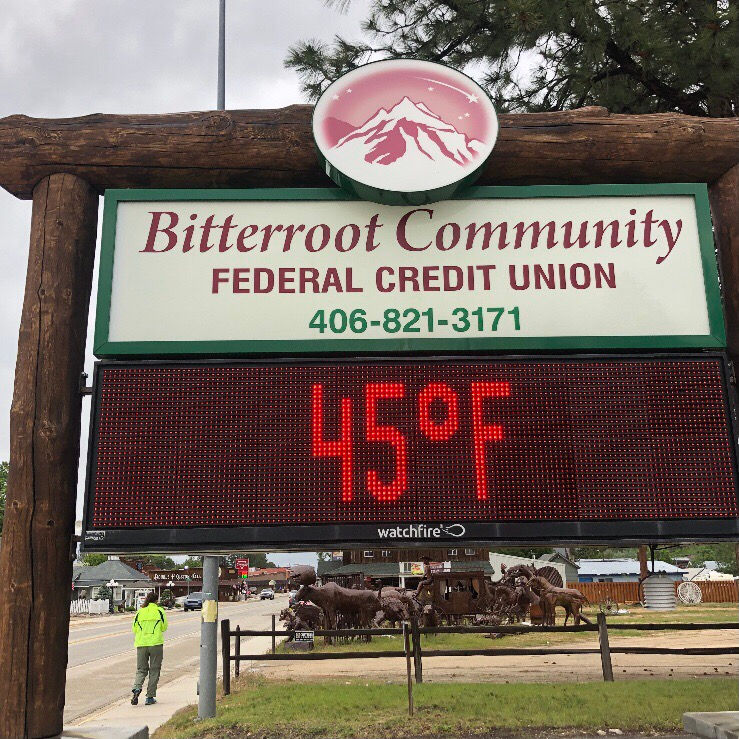 Bitterroot Community
FEDERAL CREDIT UNION
406-821-3171
45°F
watchfire